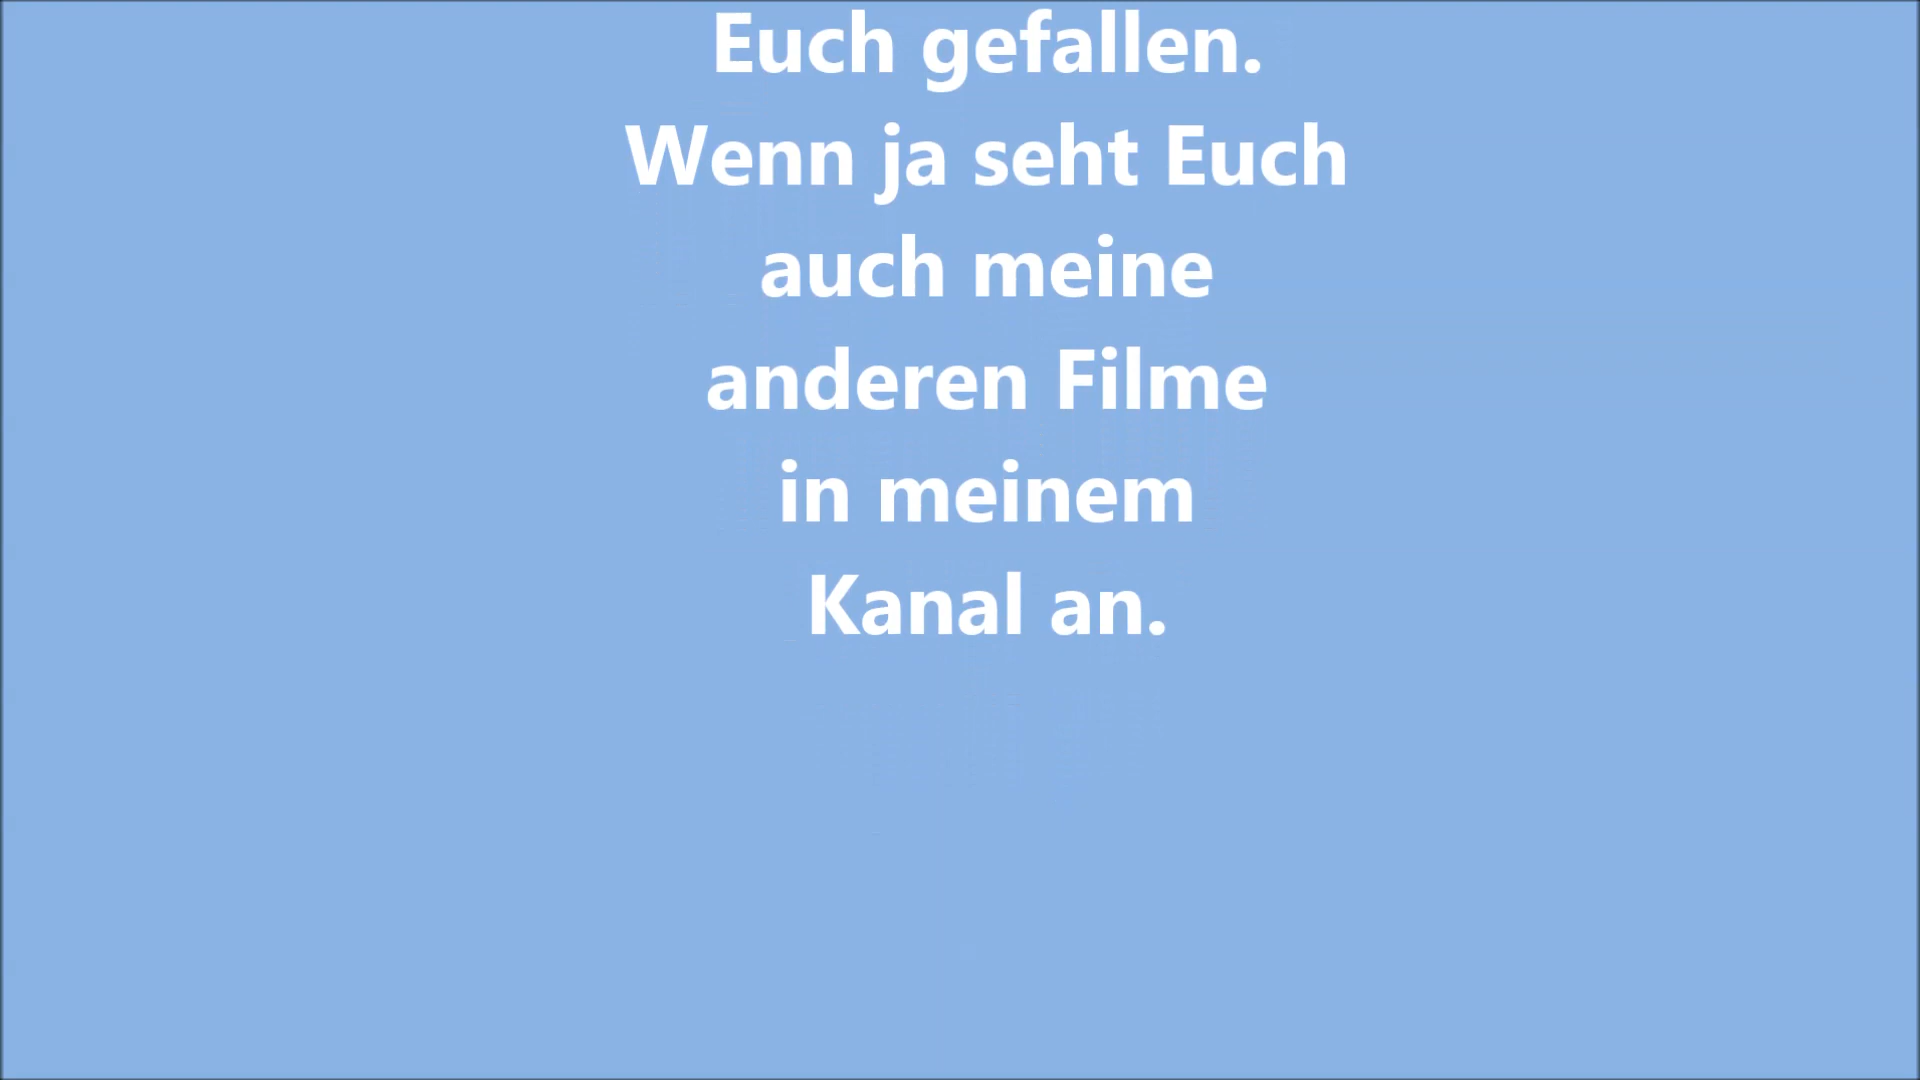 Euch gefallen.
Wenn ja seht Euch
auch meine
anderen Filme
in meinem
Kanal an.